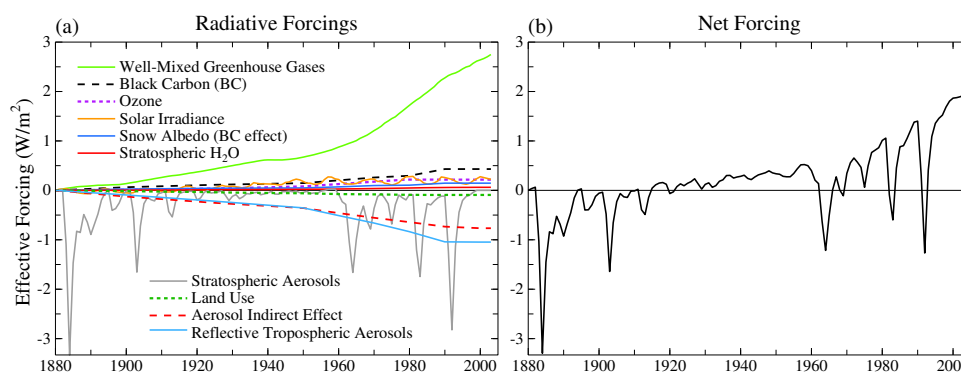 (a) Radiative Forcings
3
2
1
0
-1
-2
-3
Effective Forcing (W/m²)
Well-Mixed Greenhouse Gases
Black Carbon (BC)
Ozone
Solar Irradiance
Snow Albedo (BC effect)
Stratospheric H₂O
Stratospheric Aerosols
Land Use
Aerosol Indirect Effect
Reflective Tropospheric Aerosols
1880 1900 1920 1940 1960 1980 2000
(b) Net Forcing
3
2
1
0
-1
-2
-3
1880 1900 1920 1940 1960 1980 2000